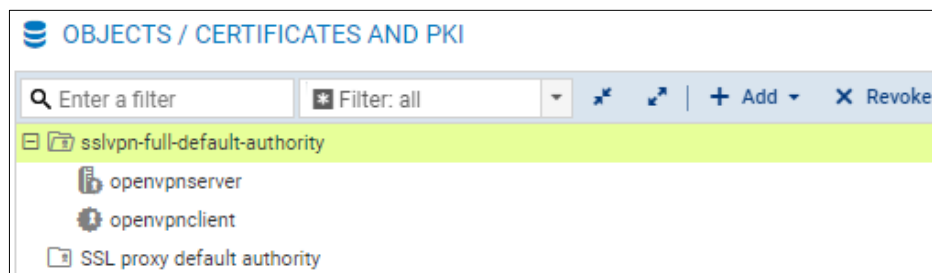 OBJECTS / CERTIFICATES AND PKI
Enter a filter Filter: all + Add Revoke
sslvpn-full-default-authority
openvpnserver
openvpnclient
SSL proxy default authority